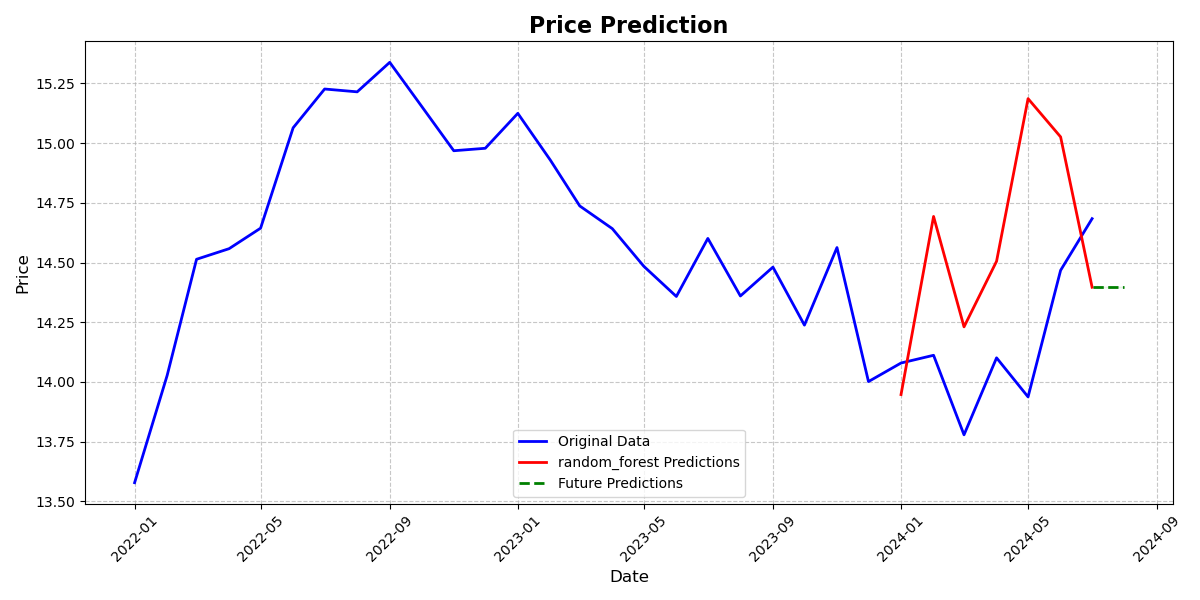 Price Prediction
Price
15.25
15.00
14.75
14.50
14.25
14.00
13.75
13.50
Original Data
random_forest Predictions
Future Predictions
2022-01
2022-05
2022-09
2023-01
2023-05
2023-09
2024-01
2024-05
2024-09
Date